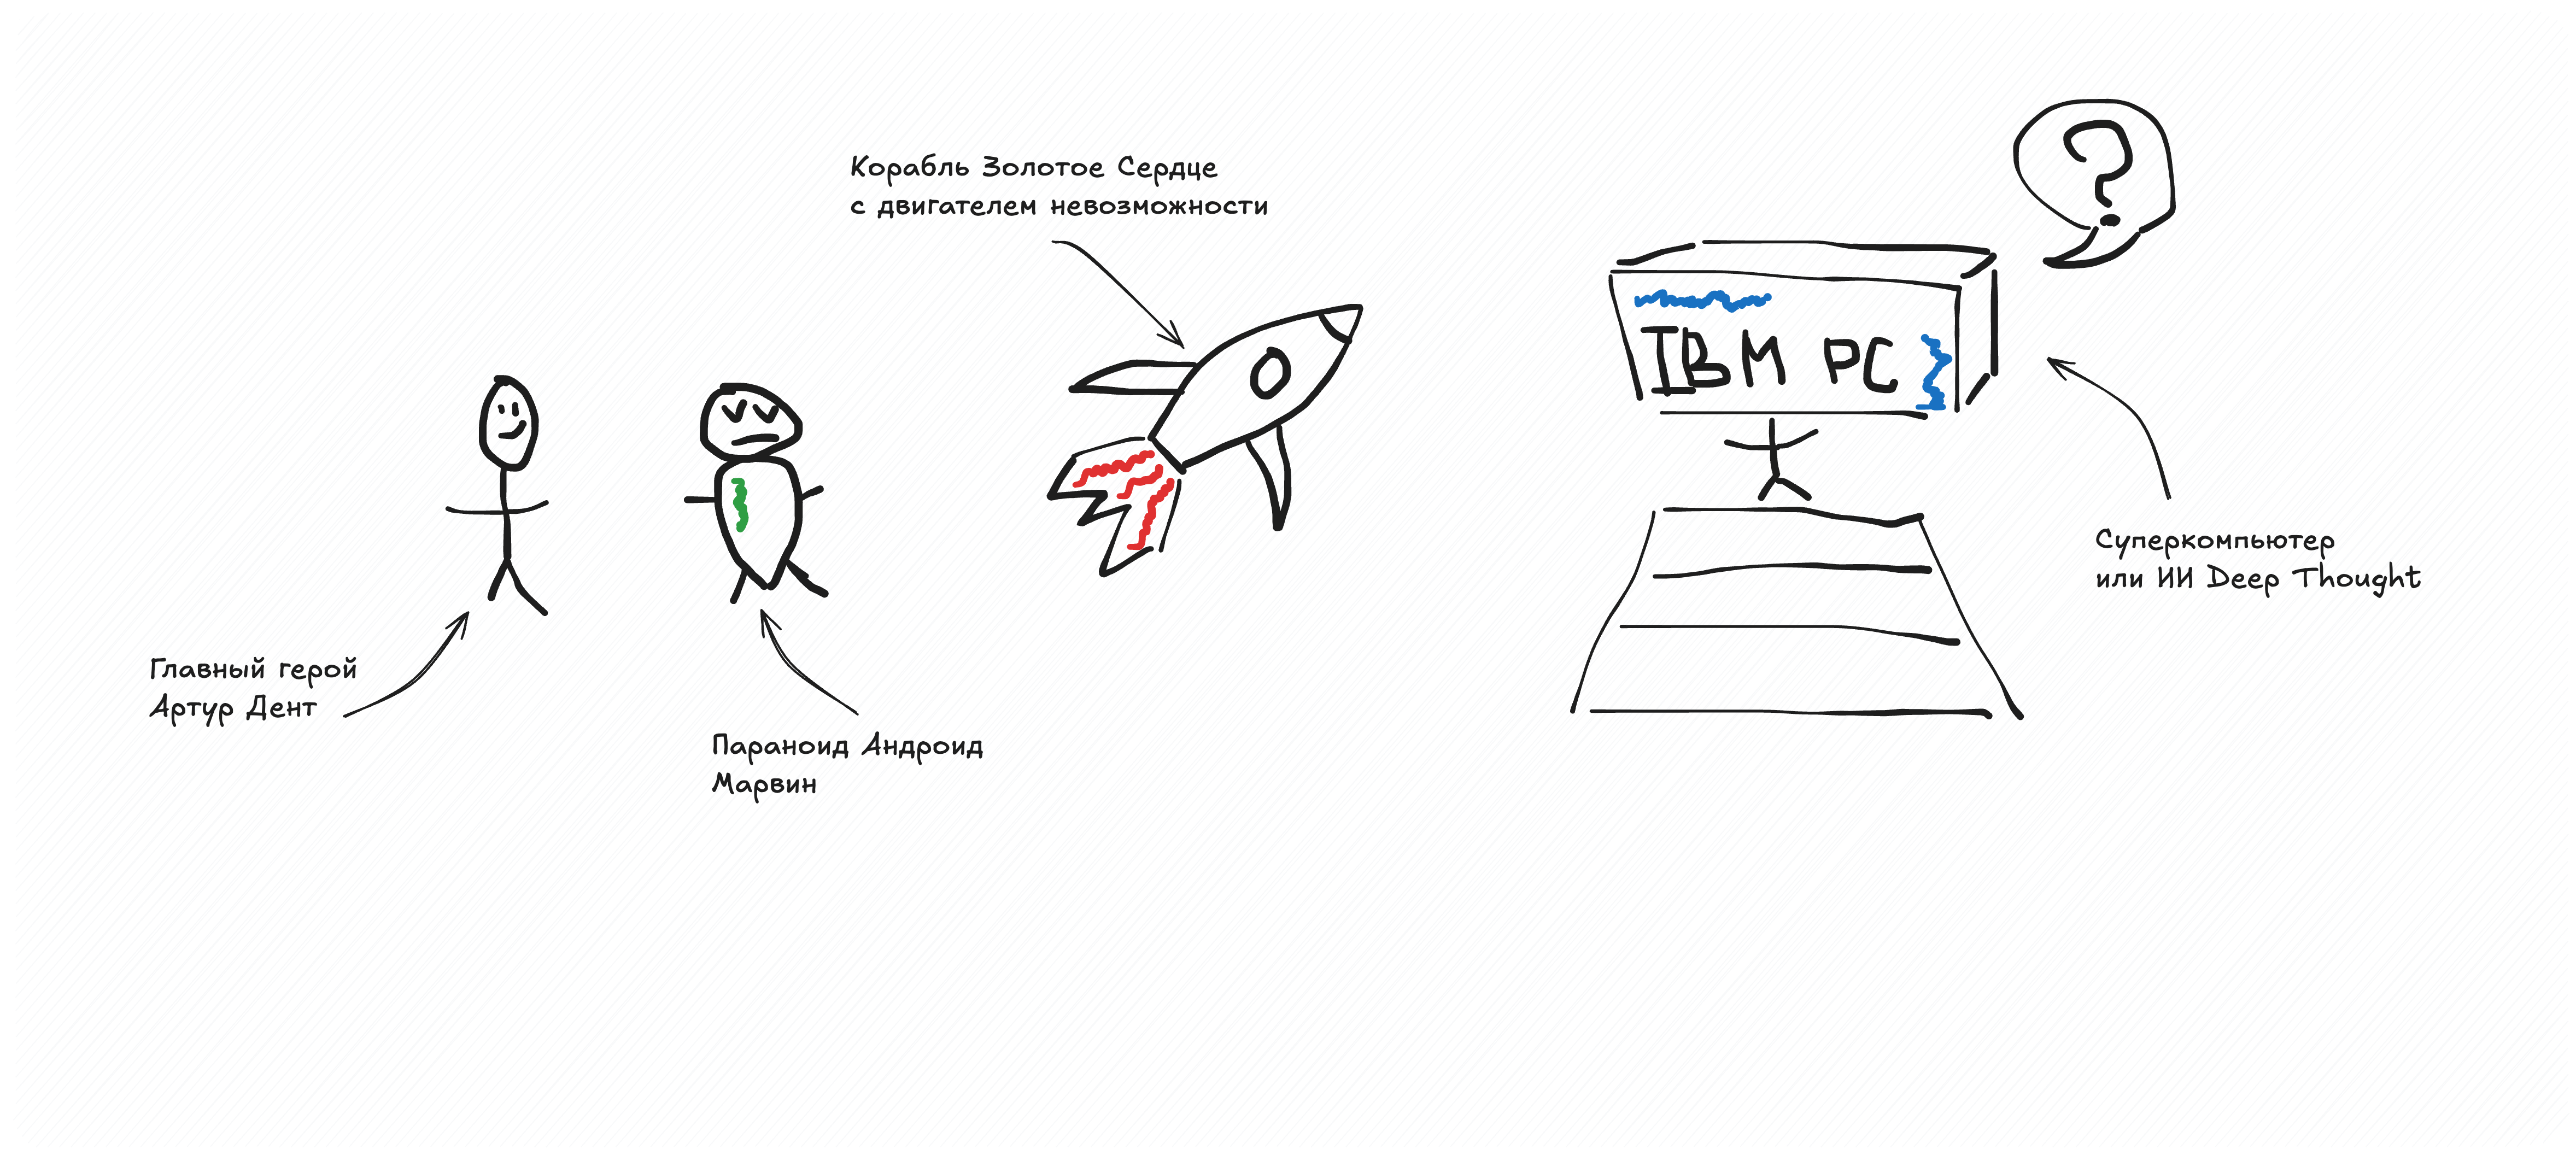 Корабль Золотое Сердце
с двигателем невозможности
?
IBM PC
Суперкомпьютер
или ИИ Deep Thought
Главный герой
Артур Дент
Параноид Андроид
Марвин